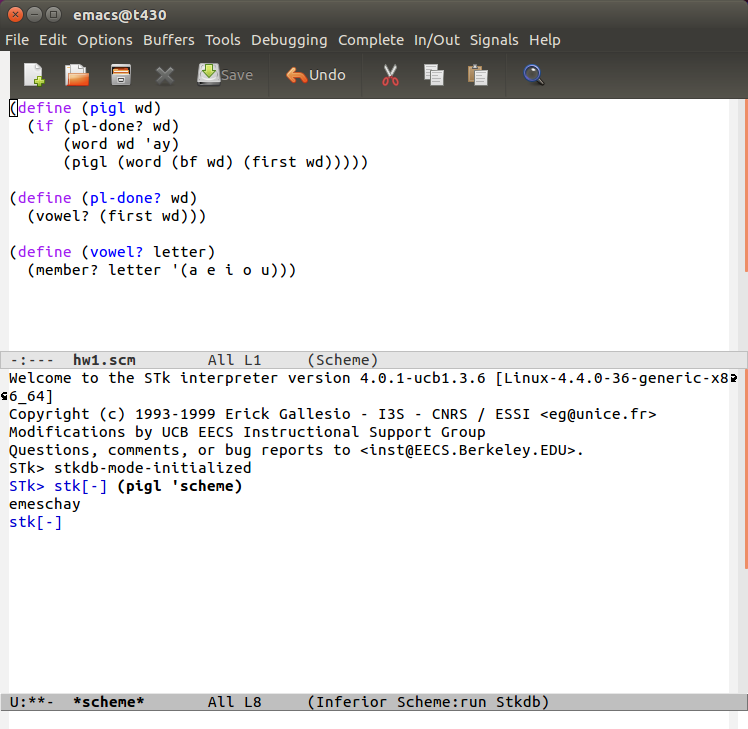 emacs@t430
File Edit Options Buffers Tools Debugging Complete In/Out Signals Help
Save Undo
(define (pigl wd)
  (if (pl-done? wd)
      (word wd 'ay)
      (pigl (word (bf wd) (first wd)))))

(define (pl-done? wd)
  (vowel? (first wd)))

(define (vowel? letter)
  (member? letter '(a e i o u)))
-:---  hw1.scm        All L1     (Scheme)
Welcome to the STk interpreter version 4.0.1-ucb1.3.6 [Linux-4.4.0-36-generic-x8
6_64]
Copyright (c) 1993-1999 Erick Gallesio - I3S - CNRS / ESSI <eg@unice.fr>
Modifications by UCB EECS Instructional Support Group
Questions, comments, or bug reports to <inst@EECS.Berkeley.EDU>.
STk> stkdb-mode-initialized
STk> stk[-] (pigl 'scheme)
emeschay
stk[-]
U:**-  *scheme*       All L8     (Inferior Scheme:run Stkdb)